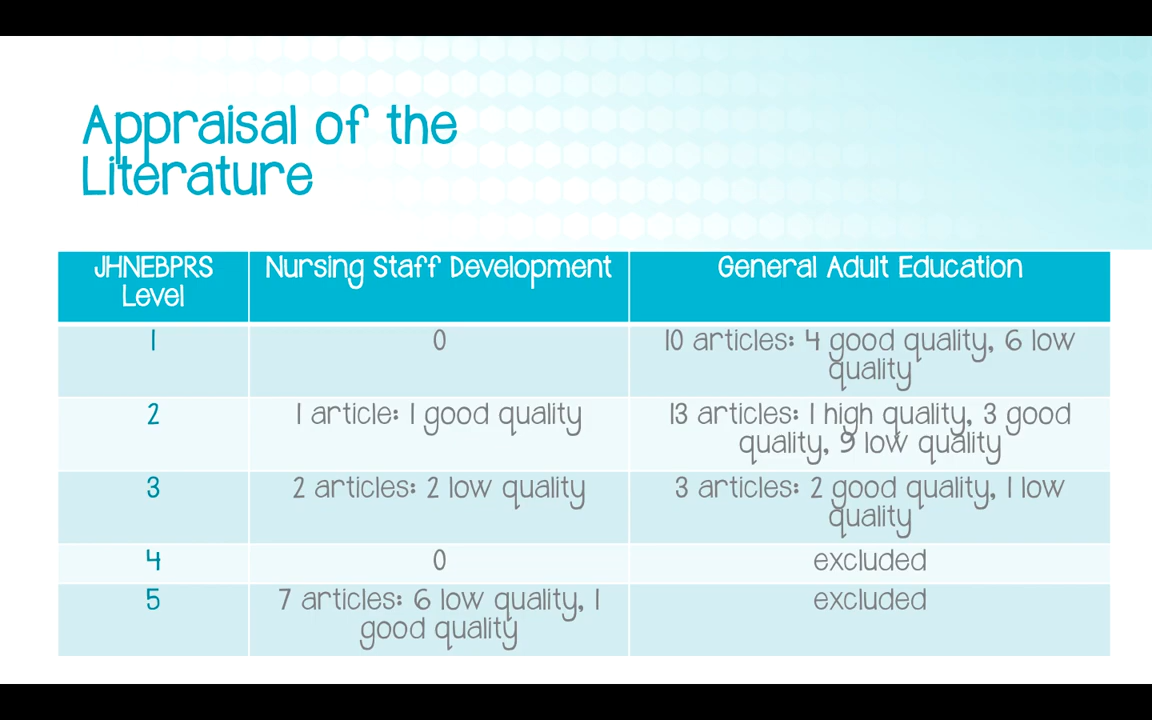 Appraisal of the
Literature
JHNEBPRS
Level
Nursing Staff Development
General Adult Education
1
0
10 articles: 4 good quality, 6 low
quality
2
1 article: 1 good quality
13 articles: 1 high quality, 3 good
quality, 9 low quality
3
2 articles: 2 low quality
3 articles: 2 good quality, 1 low
quality
4
0
excluded
5
7 articles: 6 low quality, 1
good quality
excluded